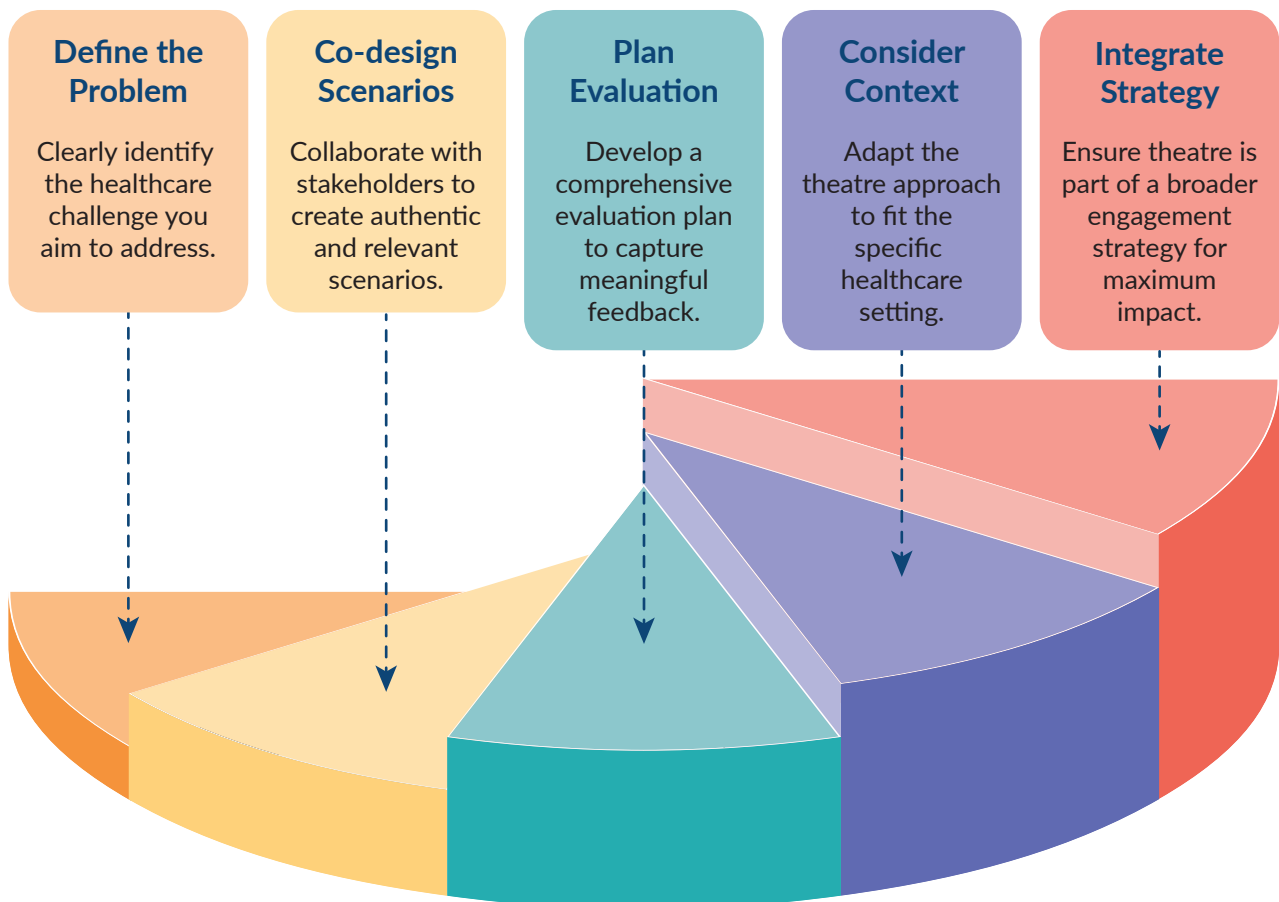 Define the
Problem
Clearly identify
the healthcare
challenge you
aim to address.
Co-design
Scenarios
Collaborate with
stakeholders to
create authentic
and relevant
scenarios.
Plan
Evaluation
Develop a
comprehensive
evaluation plan
to capture
meaningful
feedback.
Consider
Context
Adapt the
theatre approach
to fit the
specific
healthcare
setting.
Integrate
Strategy
Ensure theatre is
part of a broader
engagement
strategy for
maximum
impact.